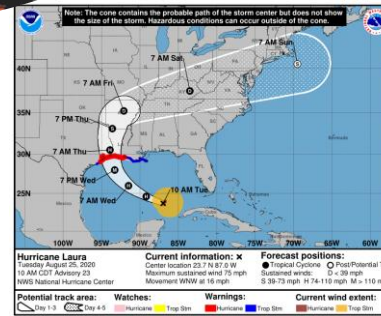 Note: The cone contains the probable path of the storm center but does not show
the size of the storm. Hazardous conditions can occur outside of the cone.
NOAA
7 AM Sun
S
7 AM Sat
D
40N
7 AM Fri
D
7 PM Thu
S
35N
7 AM Thu
H
30N
7 PM Wed
M
25N
7 AM Wed
H
H
10 AM Tue
Bermuda
Mexico
Cuba
100W 95W 90W 85W 80W 75W 70W 65W 60W
Hurricane Laura
Tuesday August 25, 2020
10 AM CDT Advisory 23
NWS National Hurricane Center
Current information: x
Center location 23.7 N 87.0 W
Maximum sustained wind 75 mph
Movement WNW at 16 mph
Forecast positions:
Tropical Cyclone Post/Potential T
Sustained winds: D < 39 mph
S 39-73 mph H 74-110 mph M > 110 m
Potential track area:
Day 1-3 Day 4-5
Watches:
Hurricane Trop Stm
Warnings:
Hurricane Trop Stm
Current wind extent:
Hurricane Trop Stm